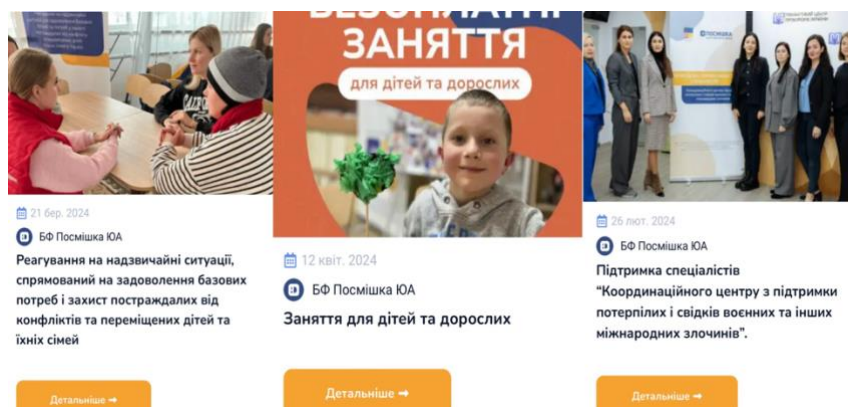 БЕЗОПЛАТНІ
ЗАНЯТТЯ
для дітей та дорослих
ПОСМІШКА
21 бер. 2024
БФ Посмішка ЮА
Реагування на надзвичайні ситуації,
спрямований на задоволення базових
потреб і захист постраждалих від
конфліктів та переміщених дітей та
їхніх сімей
Детальніше ➞
12 квіт. 2024
БФ Посмішка ЮА
Заняття для дітей та дорослих
Детальніше ➞
26 лют. 2024
БФ Посмішка ЮА
Підтримка спеціалістів
“Координаційного центру з підтримки
потерпілих і свідків воєнних та інших
міжнародних злочинів”.
Детальніше ➞